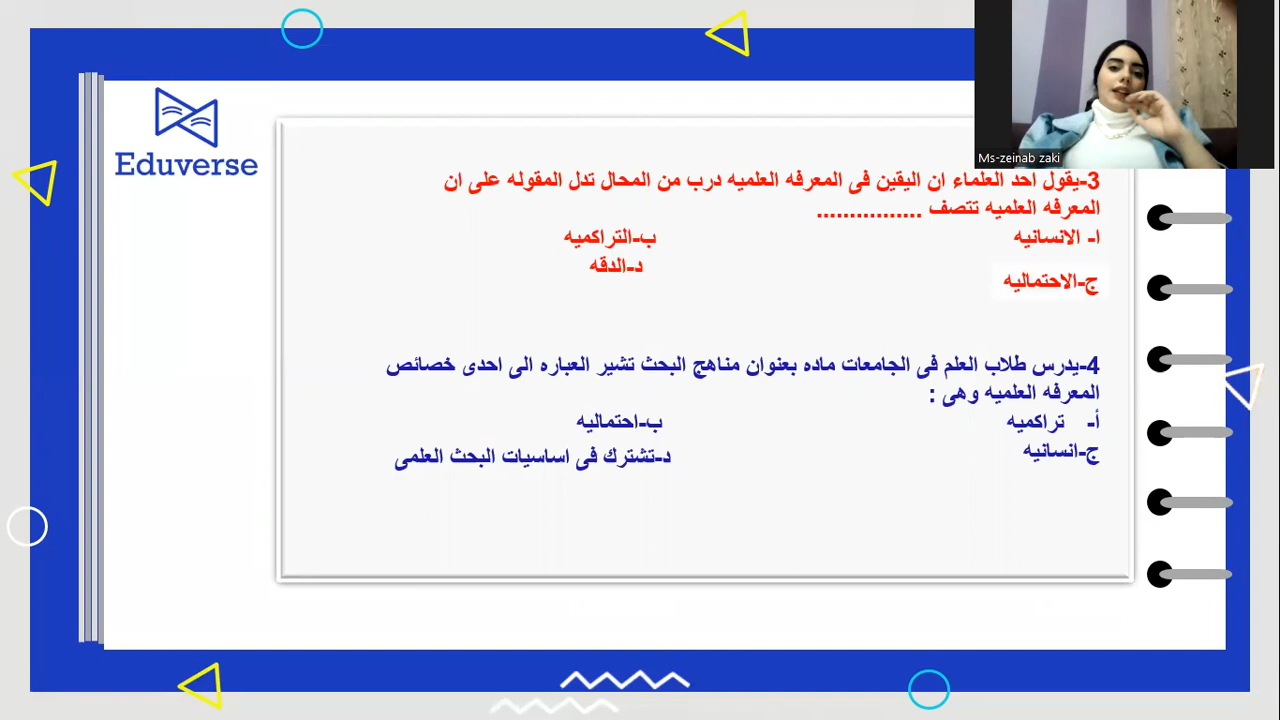 Ms-zeinab zaki
Eduverse
3-يقول احد العلماء ان اليقين فى المعرفه العلميه درب من المحال تدل المقوله على ان
المعرفه العلميه تتصف ................
ا- الانسانيه ب-التراكميه
ج-الاحتماليه د-الدقه
4-يدرس طلاب العلم فى الجامعات ماده بعنوان مناهج البحث تشير العباره الى احدى خصائص
المعرفه العلميه وهى :
أ- تراكميه ب-احتماليه
ج-انسانيه د-تشترك فى اساسيات البحث العلمى